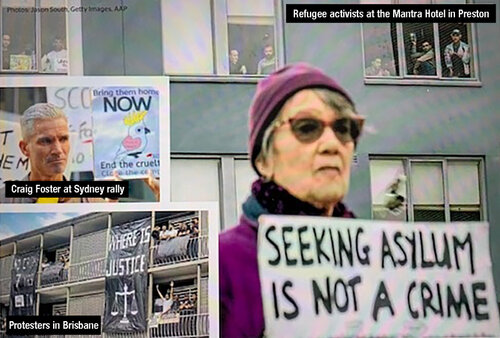 Photos: Jason South, Getty Images, AAP
Refugee activists at the Mantra Hotel in Preston
Bring them home
NOW
End the cruelt
Craig Foster at Sydney rally
WHERE IS
JUSTICE
Protesters in Brisbane
SEEKING ASYLUM
IS NOT A CRIME